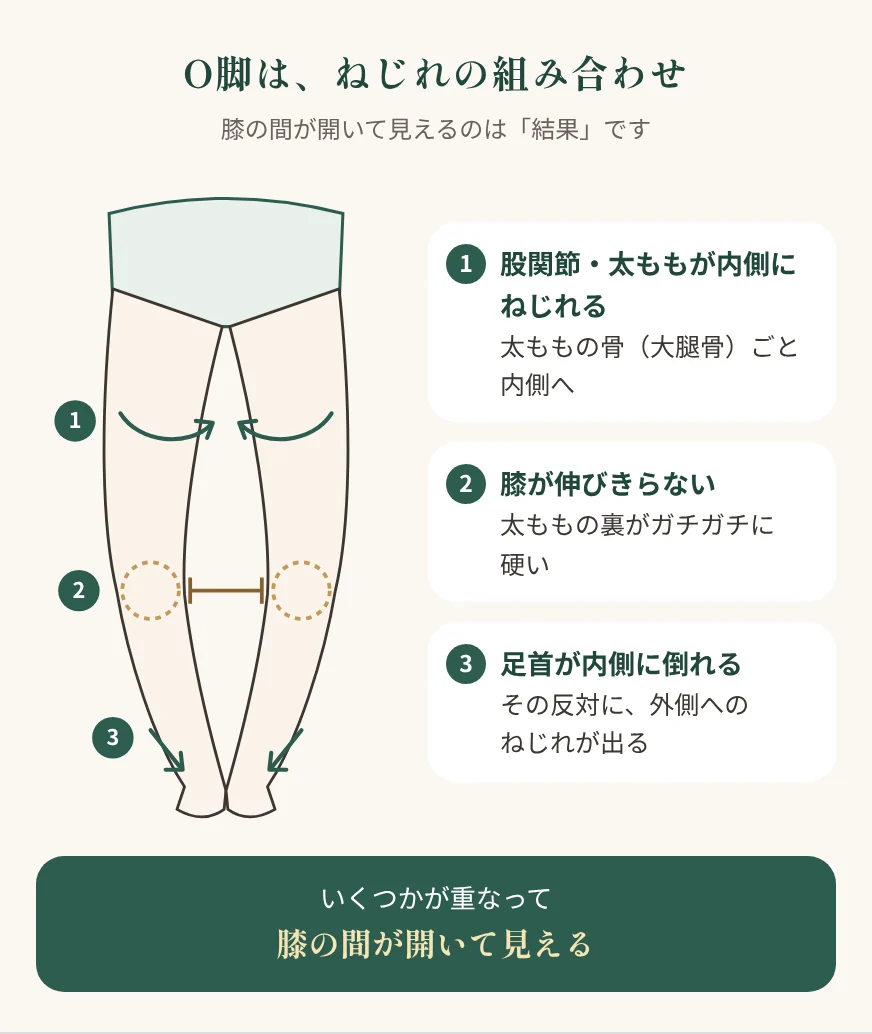 O脚は、ねじれの組み合わせ
膝の間が開いて見えるのは「結果」です
1 股関節・太ももが内側に
ねじれる
太ももの骨（大腿骨）ごと
内側へ
2 膝が伸びきらない
太ももの裏がガチガチに
硬い
3 足首が内側に倒れる
その反対に、外側への
ねじれが出る
1
2
3
いくつかが重なって
膝の間が開いて見える